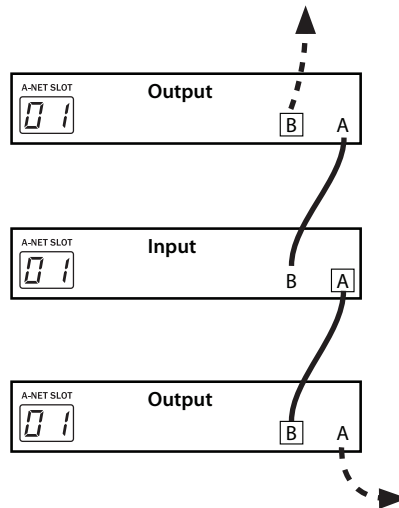 A-NET SLOT
Output
01
B A
A-NET SLOT
Input
01
B A
A-NET SLOT
Output
01
B A